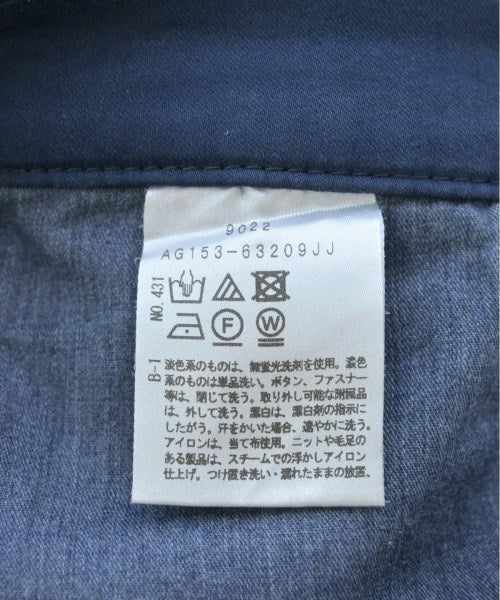 9022
AG153-63209JJ
NO.431
F W
B-1
淡色系のものは、無蛍光洗剤を使用。濃色
系のものは単品洗い。ボタン、ファスナー
等は、閉じて洗う。取り外し可能な附属品
は、外して洗う。漂白は、漂白剤の指示に
したがう。汗をかいた場合、速やかに洗う。
アイロンは、当て布使用。ニットや毛足の
ある製品は、スチームでの浮かしアイロン
仕上げ。つけ置き洗い・濡れたままの放置、